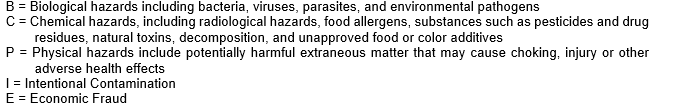 B = Biological hazards including bacteria, viruses, parasites, and environmental pathogens
C = Chemical hazards, including radiological hazards, food allergens, substances such as pesticides and drug
residues, natural toxins, decomposition, and unapproved food or color additives
P = Physical hazards include potentially harmful extraneous matter that may cause choking, injury or other
adverse health effects
I = Intentional Contamination
E = Economic Fraud